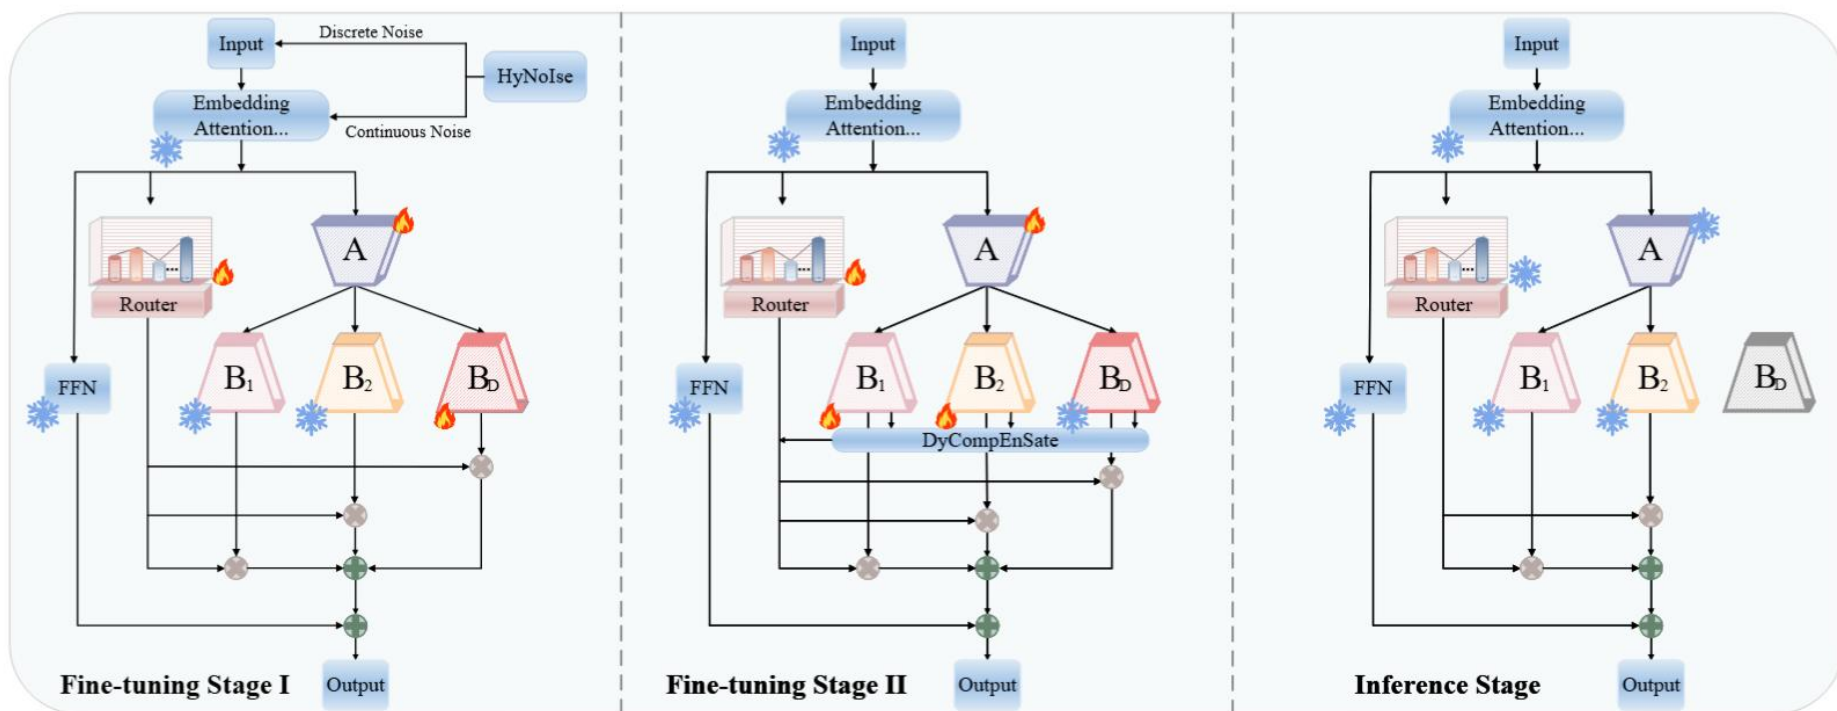 Input
Discrete Noise
HyNoIse
Embedding
Attention...
Continuous Noise
A
...
Router
B1
B2
BD
FFN
Fine-tuning Stage I
Output
Input
Embedding
Attention...
A
...
Router
B1
B2
BD
FFN
DyCompEnSate
Fine-tuning Stage II
Output
Input
Embedding
Attention...
A
...
Router
B1
B2
BD
FFN
Inference Stage
Output